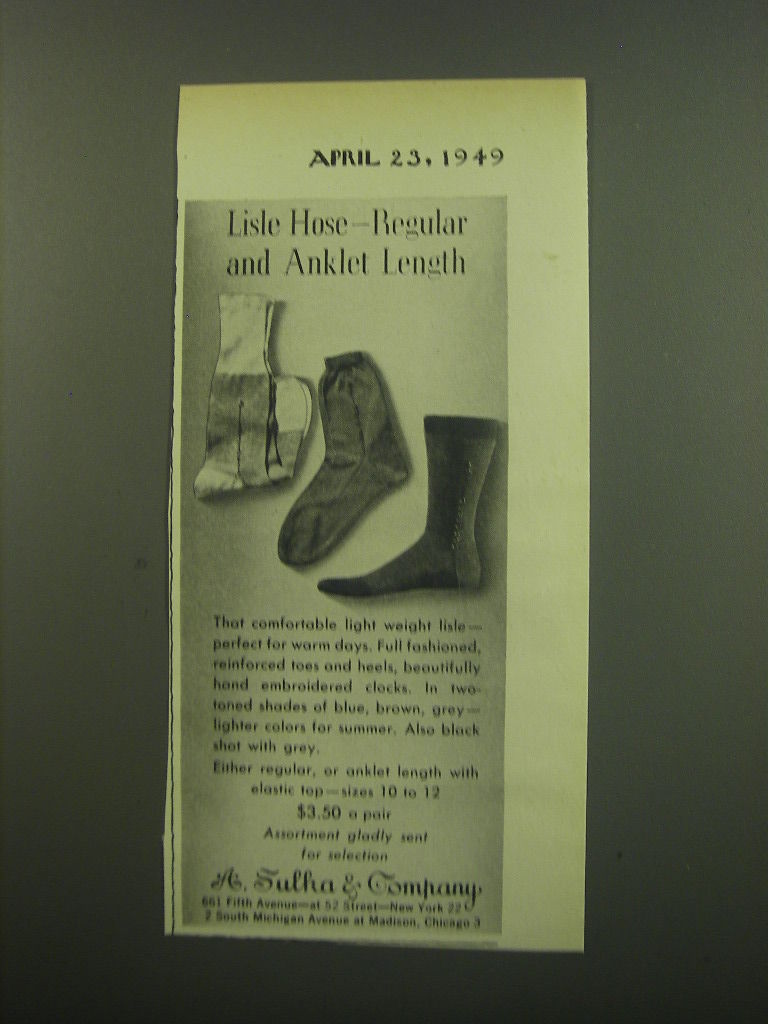 APRIL 23, 1949
Lisle Hose—Regular
and Anklet Length
That comfortable light weight lisle—
perfect for warm days. Full fashioned,
reinforced toes and heels, beautifully
hand embroidered clocks. In two-
toned shades of blue, brown, grey—
lighter colors for summer. Also black
shot with grey.
Either regular, or anklet length with
elastic top—sizes 10 to 12
$3.50 a pair
Assortment gladly sent
for selection
A. Sulka & Company
661 Fifth Avenue—at 52 Street—New York 22
2 South Michigan Avenue at Madison, Chicago 3